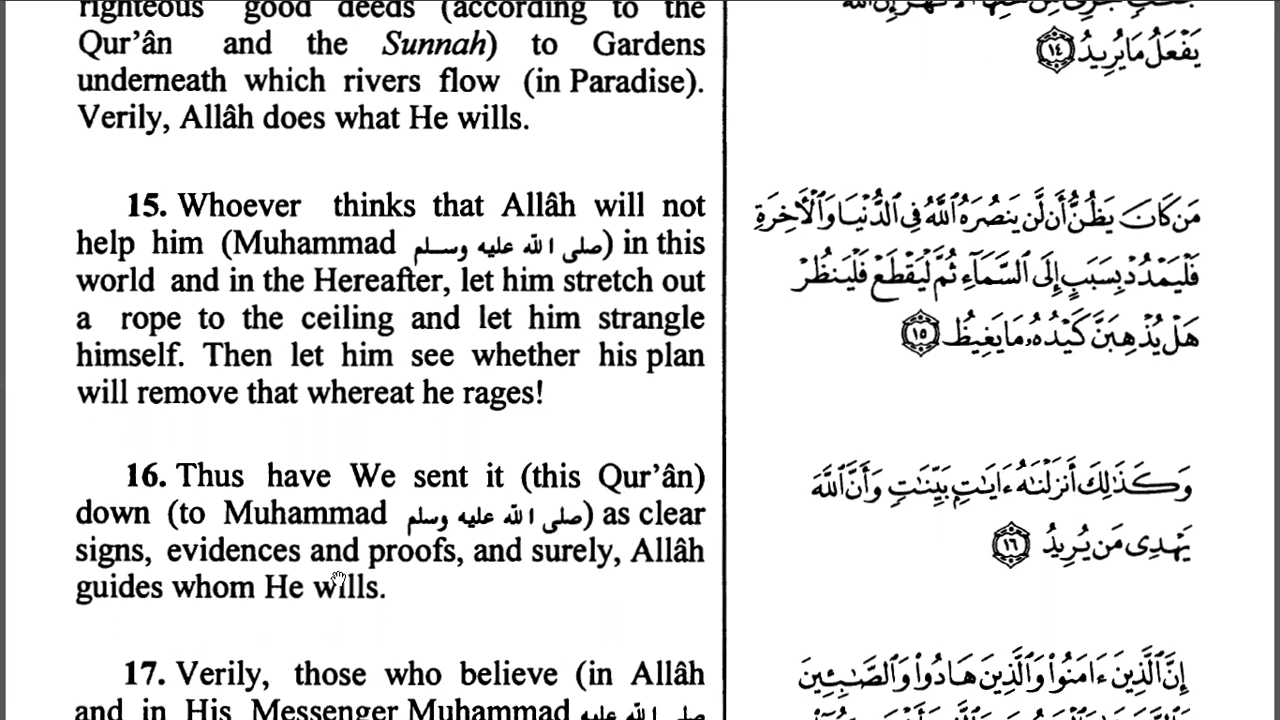 righteous good deeds (according to the
Qur’ân and the Sunnah) to Gardens
underneath which rivers flow (in Paradise).
Verily, Allâh does what He wills.
15. Whoever thinks that Allâh will not
help him (Muhammad صلى الله عليه وسلم) in this
world and in the Hereafter, let him stretch out
a rope to the ceiling and let him strangle
himself. Then let him see whether his plan
will remove that whereat he rages!
16. Thus have We sent it (this Qur’ân)
down (to Muhammad صلى الله عليه وسلم) as clear
signs, evidences and proofs, and surely, Allâh
guides whom He wills.
17. Verily, those who believe (in Allâh
and in His Messenger Muhammad صلى الله عليه
يَفْعَلُ مَا يُرِيدُ ١٤
مَن كَانَ يَظُنُّ أَن لَّن يَنصُرَهُ ٱللَّهُ فِى ٱلدُّنْيَا وَٱلْءَاخِرَةِ
فَلْيَمْدُدْ بِسَبَبٍ إِلَى ٱلسَّمَآءِ ثُمَّ لْيَقْطَعْ فَلْيَنظُرْ
هَلْ يُذْهِبَنَّ كَيْدُهُۥ مَا يَغِيظُ ١٥
وَكَذَٰلِكَ أَنزَلْنَٰهُ ءَايَٰتٍۭ بَيِّنَٰتٍ وَأَنَّ ٱللَّهَ
يَهْدِى مَن يُرِيدُ ١٦
إِنَّ ٱلَّذِينَ ءَامَنُوا۟ وَٱلَّذِينَ هَادُوا۟ وَٱلصَّٰبِـِٔينَ